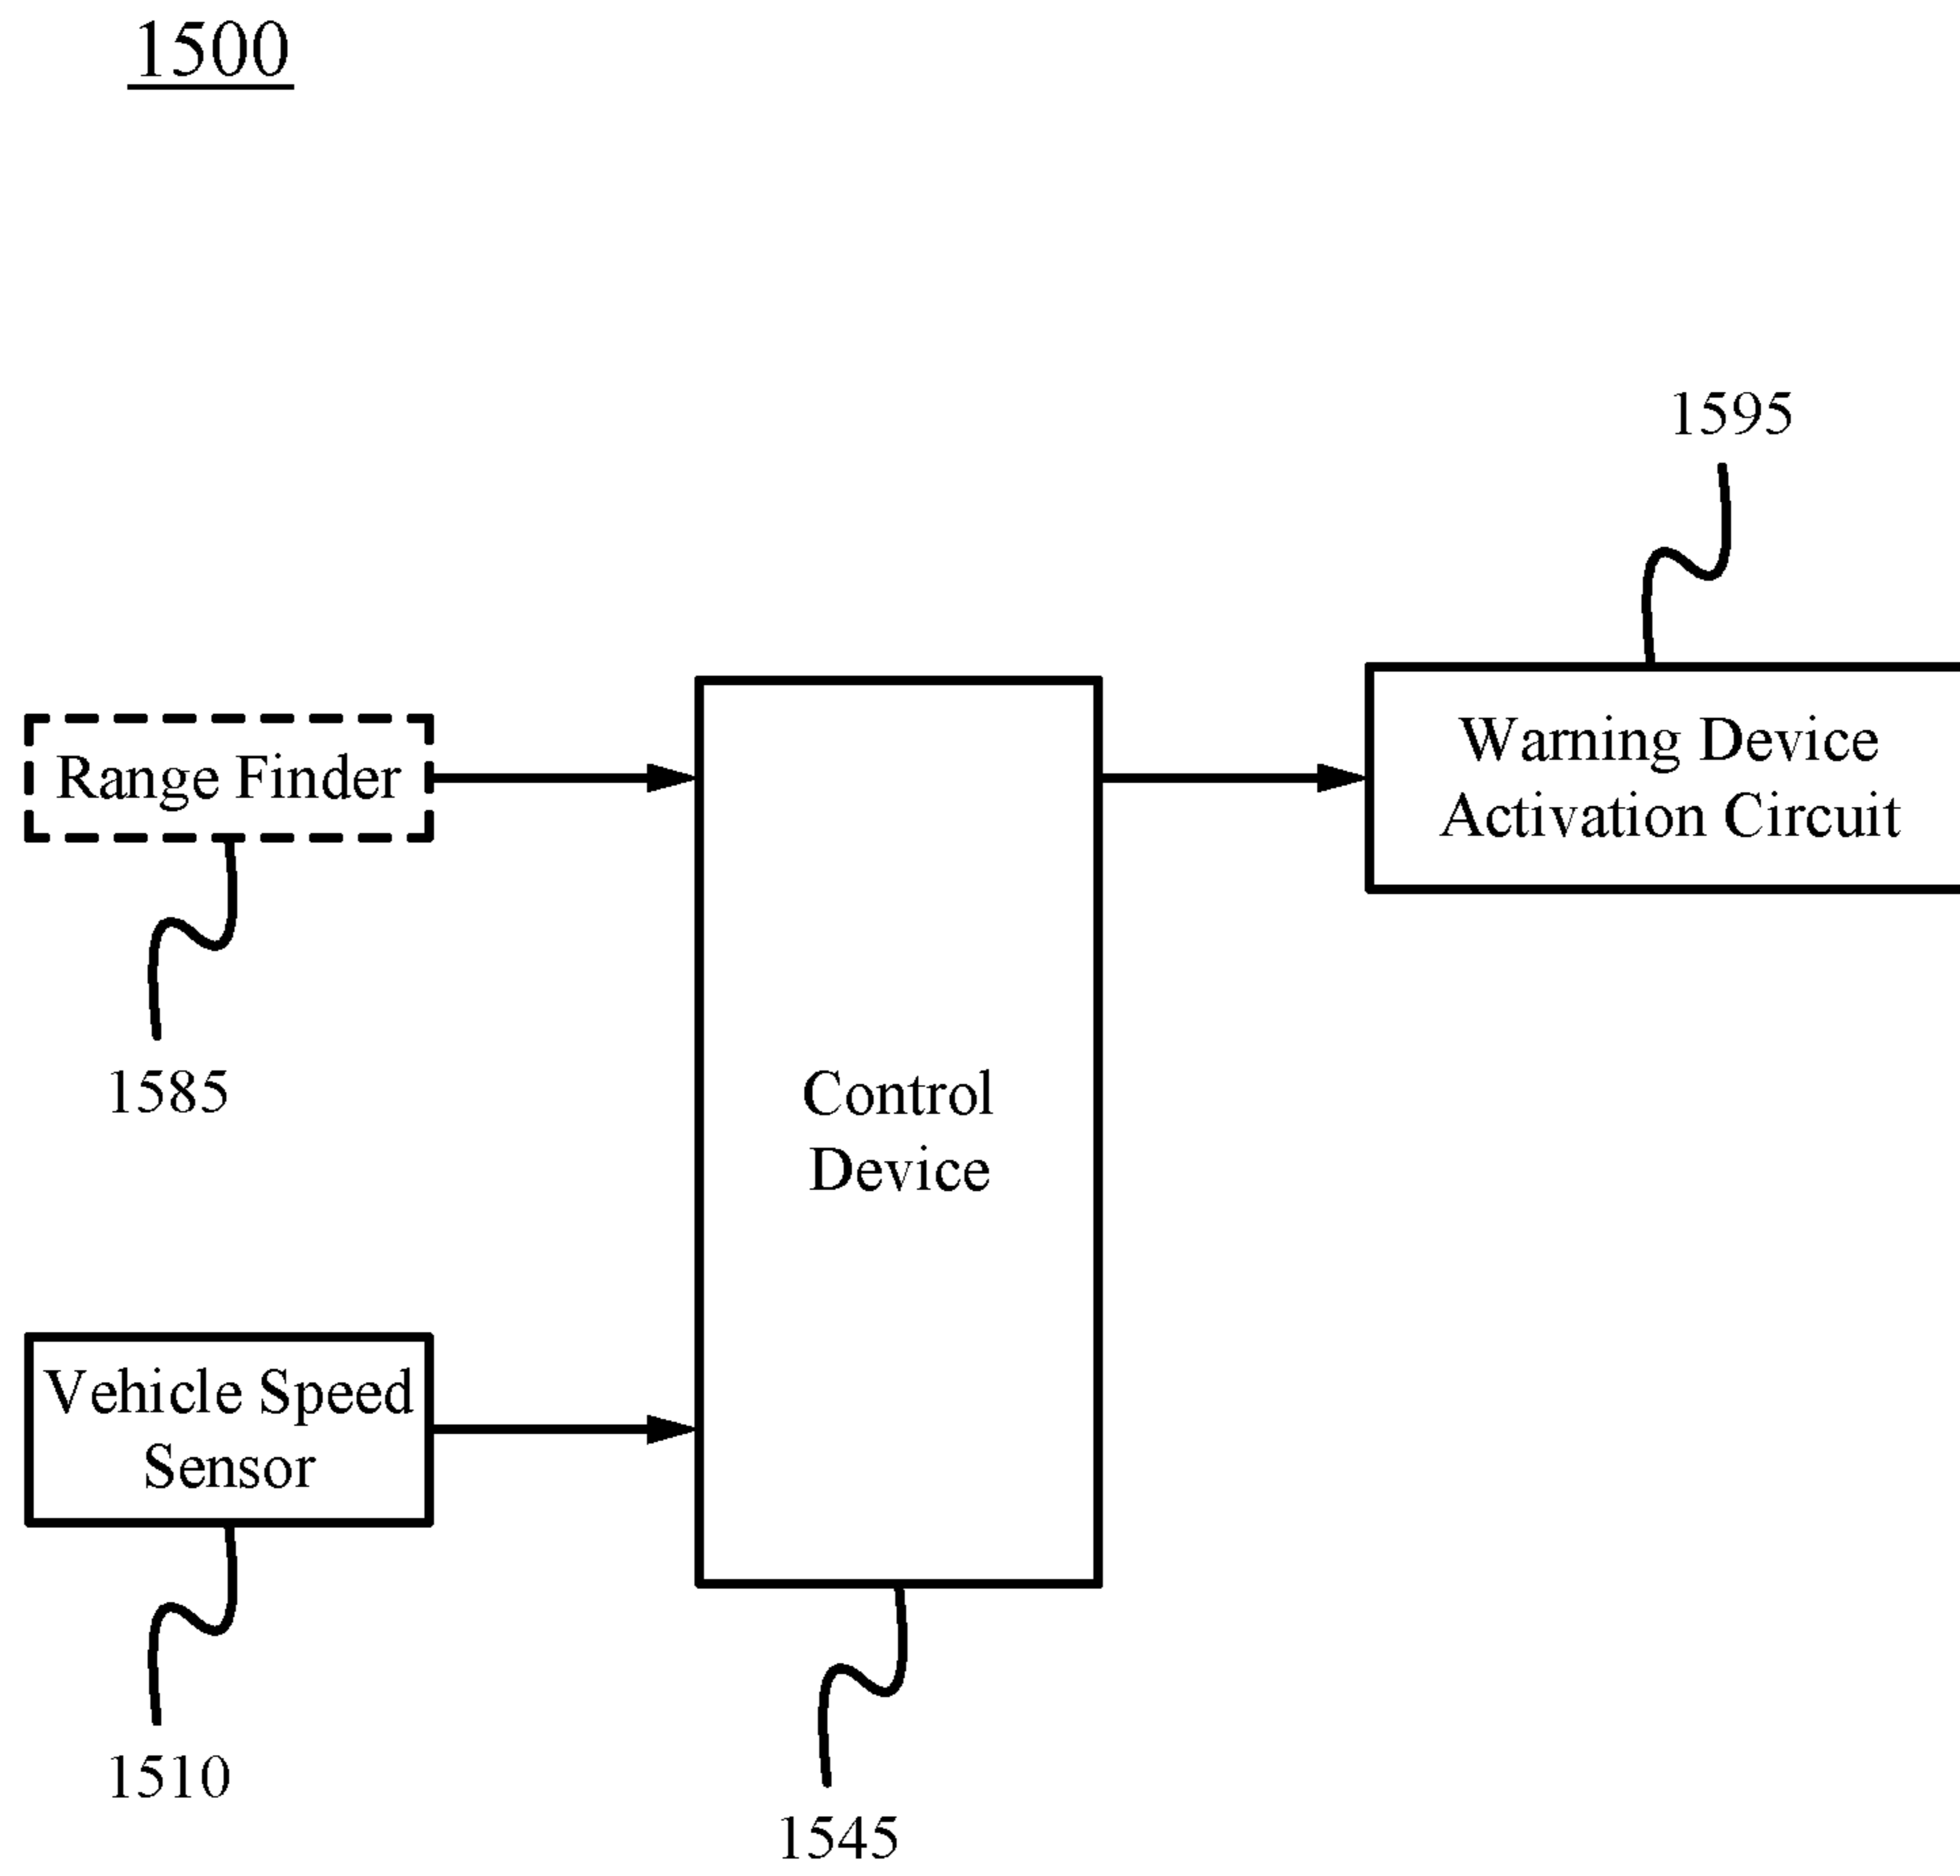 1500
1595
Range Finder
Warning Device
Activation Circuit
1585
Control
Device
Vehicle Speed
Sensor
1510
1545